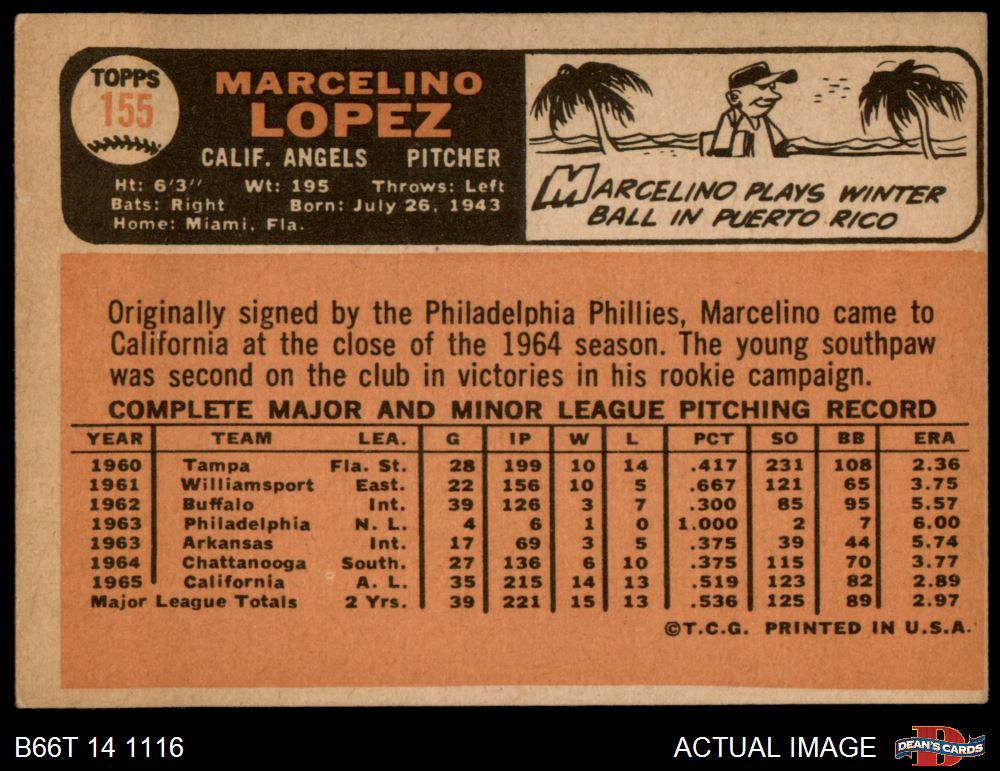 TOPPS
155
MARCELINO
LOPEZ
CALIF. ANGELS PITCHER
Ht: 6'3" Wt: 195 Throws: Left
Bats: Right Born: July 26, 1943
Home: Miami, Fla.
MARCELINO PLAYS WINTER
BALL IN PUERTO RICO
Originally signed by the Philadelphia Phillies, Marcelino came to
California at the close of the 1964 season. The young southpaw
was second on the club in victories in his rookie campaign.
COMPLETE MAJOR AND MINOR LEAGUE PITCHING RECORD
YEAR TEAM LEA. G IP W L PCT SO BB ERA
1960 Tampa Fla. St. 28 199 10 14 .417 231 108 2.36
1961 Williamsport East. 22 156 10 5 .667 121 65 3.75
1962 Buffalo Int. 39 126 3 7 .300 85 95 5.57
1963 Philadelphia N. L. 4 6 1 0 1.000 2 7 6.00
1963 Arkansas Int. 17 69 3 5 .375 39 44 5.74
1964 Chattanooga South. 27 136 6 10 .375 115 70 3.77
1965 California A. L. 35 215 14 13 .519 123 82 2.89
Major League Totals 2 Yrs. 39 221 15 13 .536 125 89 2.97
©T.C.G. PRINTED IN U.S.A.
B66T 14 1116
ACTUAL IMAGE
DEAN'S CARDS